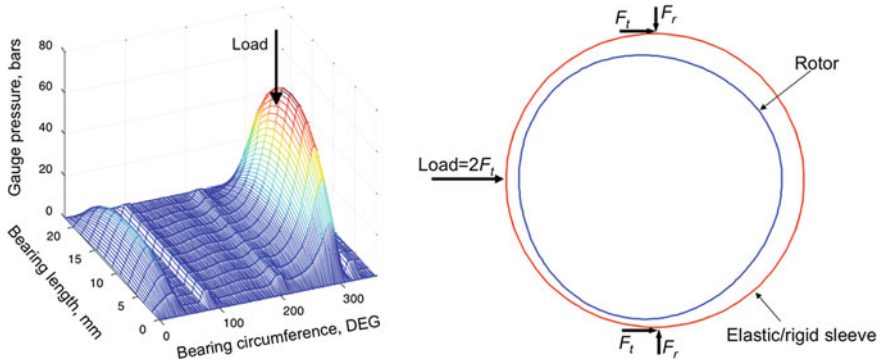 Gauge pressure, bars
80
60
40
20
0
Load
20
15
10
5
0
Bearing length, mm
0
100
200
300
Bearing circumference, DEG
Fₜ
Fᵣ
Rotor
Load=2Fₜ
Fₜ
Fᵣ
Elastic/rigid sleeve